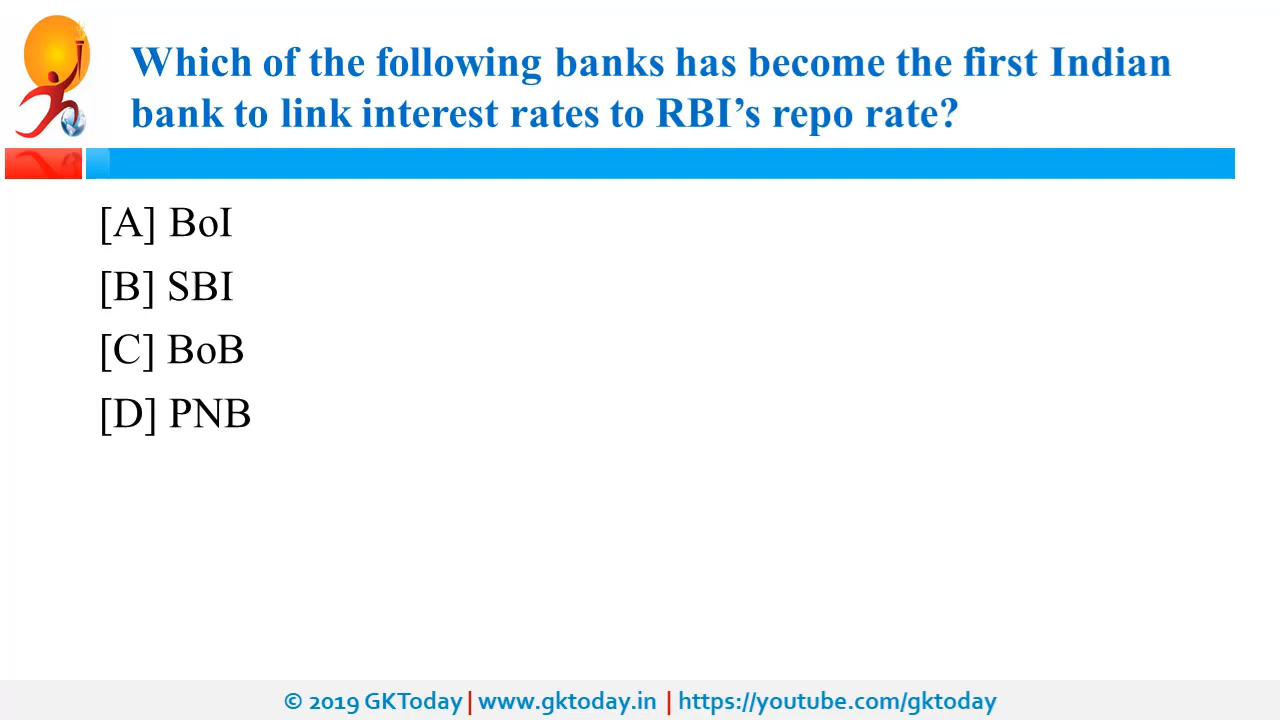 Which of the following banks has become the first Indian
bank to link interest rates to RBI’s repo rate?
[A] BoI
[B] SBI
[C] BoB
[D] PNB
© 2019 GKToday | www.gktoday.in | https://youtube.com/gktoday